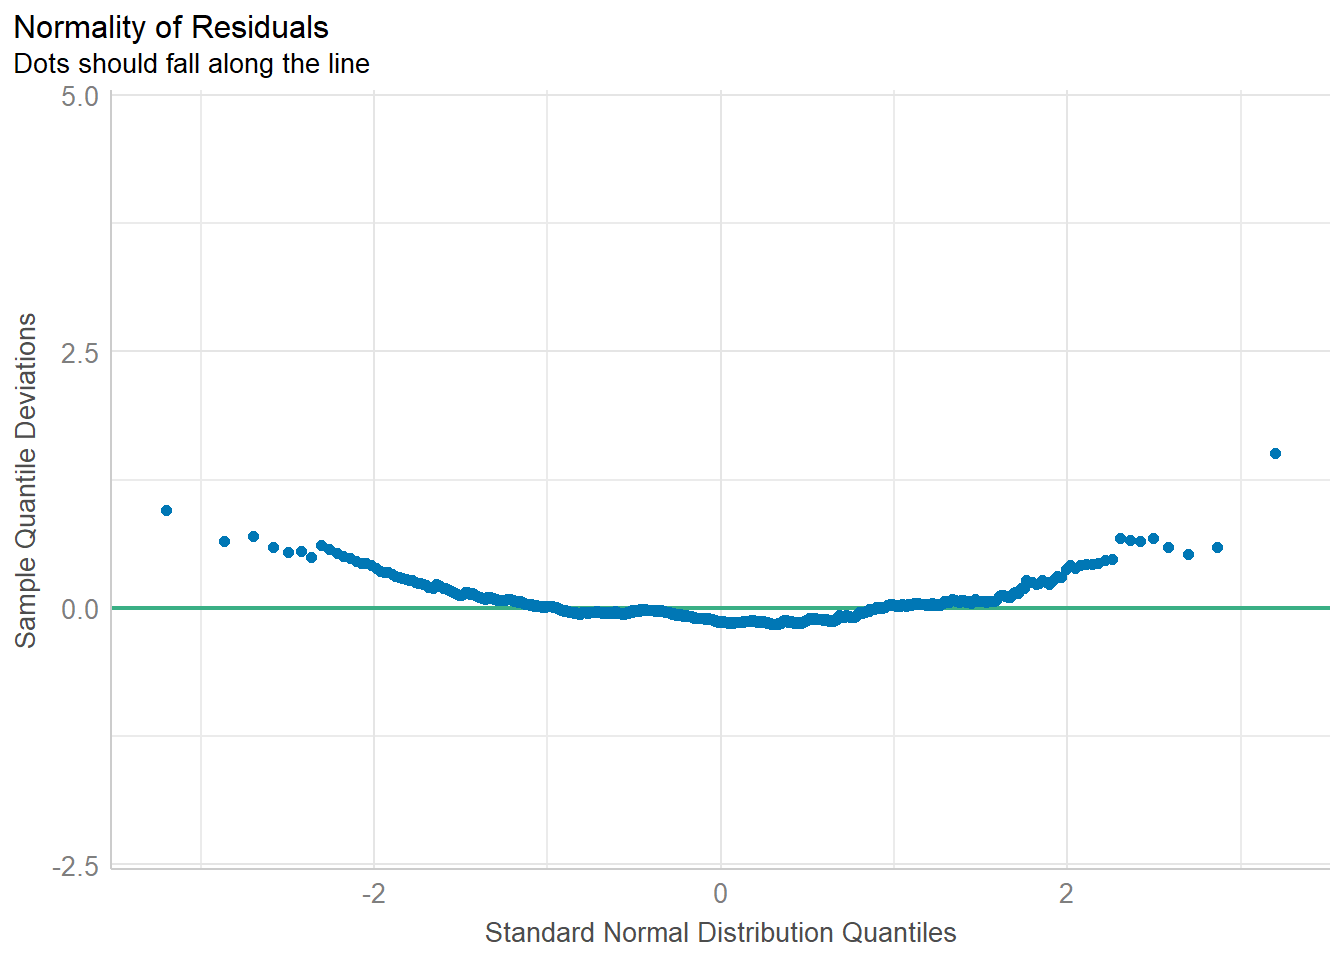 Normality of Residuals
Dots should fall along the line
5.0
2.5
0.0
-2.5
Sample Quantile Deviations
-2
0
2
Standard Normal Distribution Quantiles